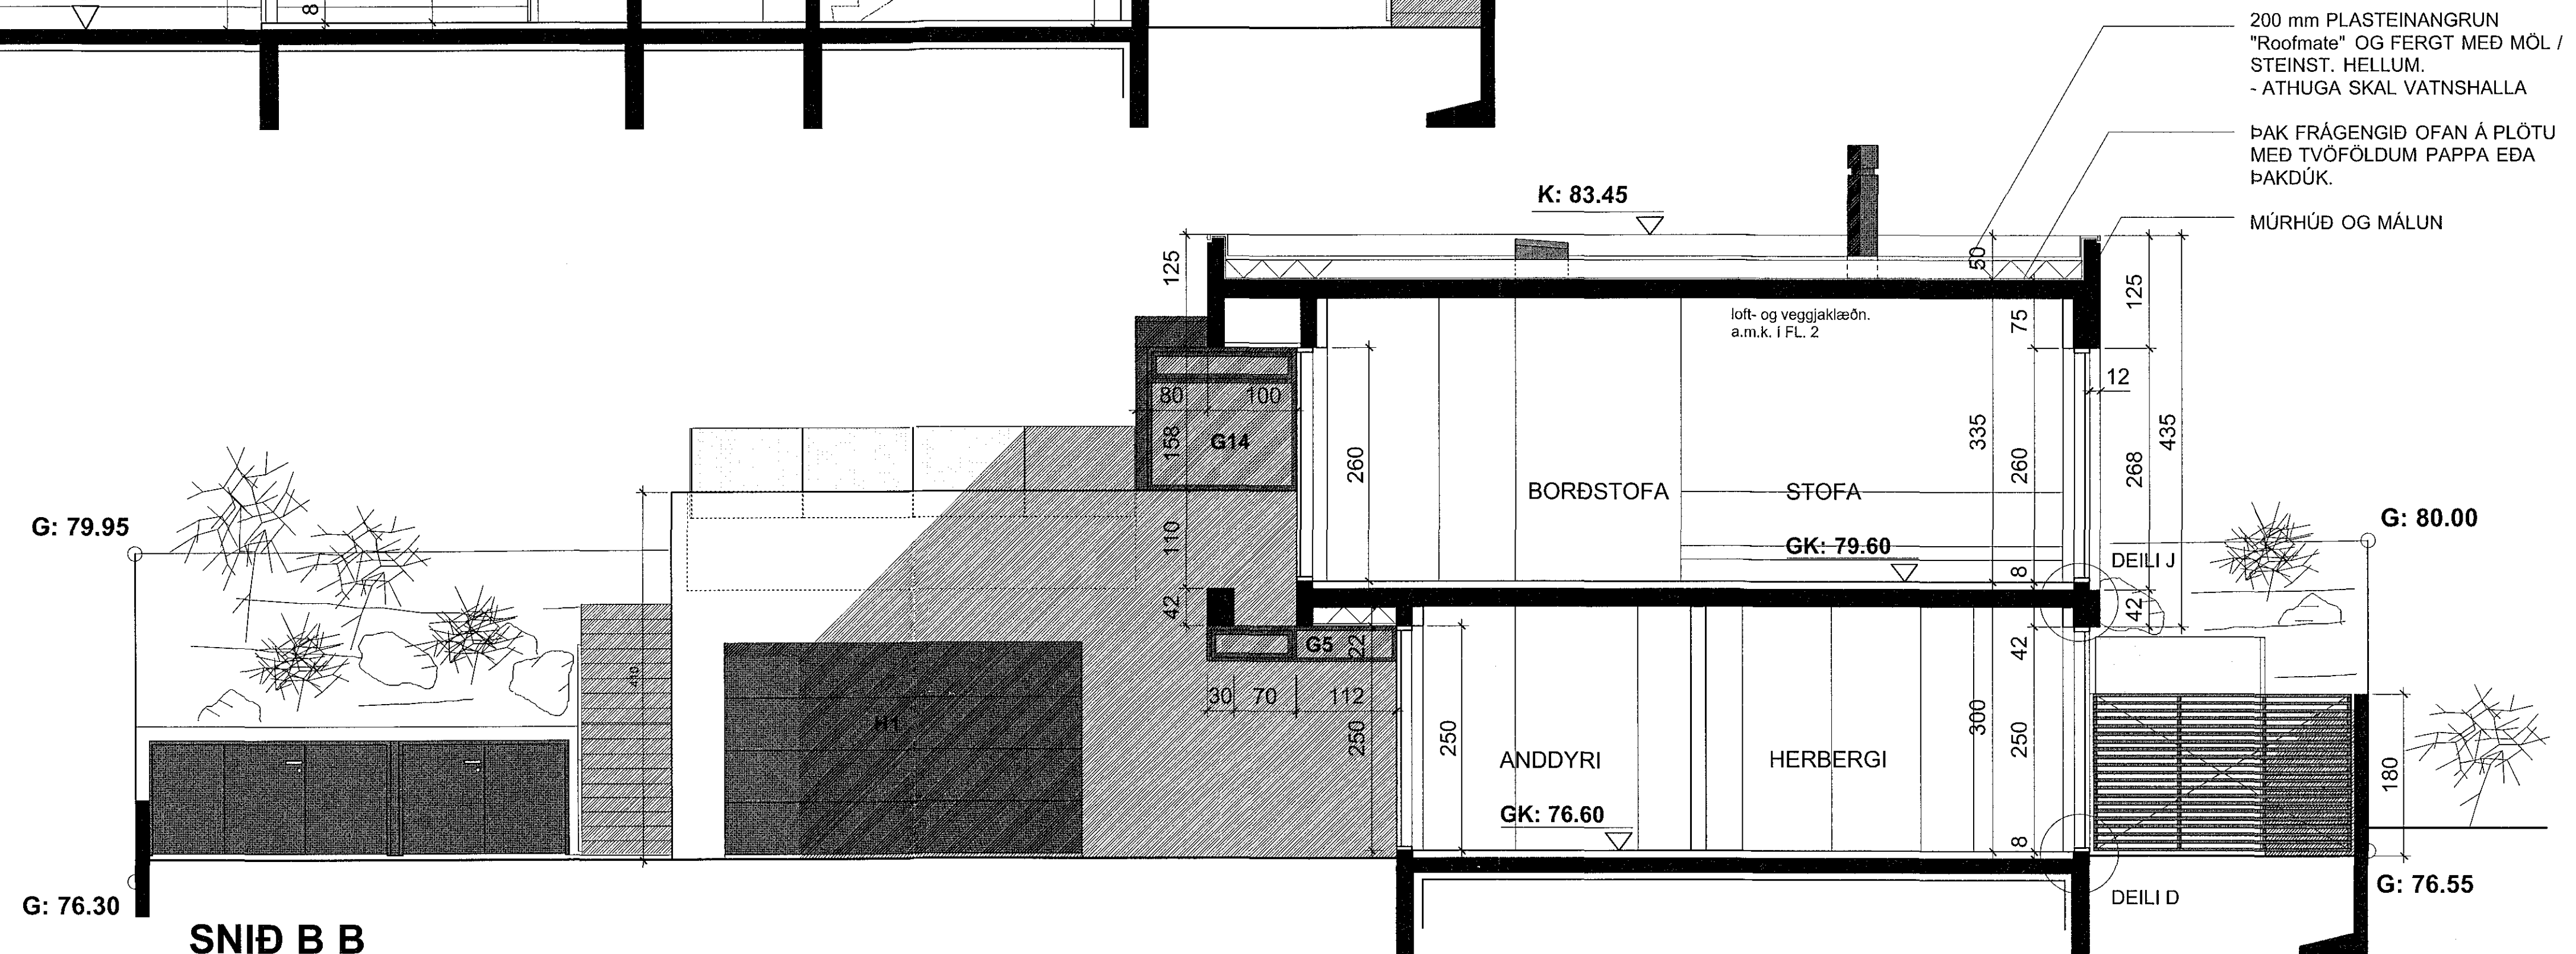 8
200 mm PLASTEINANGRUN
"Roofmate" OG FERGT MEÐ MÖL /
STEINST. HELLUM.
- ATHUGA SKAL VATNSHALLA
ÞAK FRÁGENGIÐ OFAN Á PLÖTU
MEÐ TVÖFÖLDUM PAPPA EÐA
ÞAKDÚK.
MÚRHÚÐ OG MÁLUN
K: 83.45
125
50
125
loft- og veggjaklæðn.
a.m.k. í FL. 2
75
12
80
100
158
G14
260
335
260
268
435
BORÐSTOFA
STOFA
G: 79.95
G: 80.00
110
GK: 79.60
DEILI J
8
42
42
G5
22
42
410
30
70
112
H1
250
250
300
250
180
ANDDYRI
HERBERGI
GK: 76.60
8
G: 76.30
G: 76.55
DEILI D
SNIÐ B B